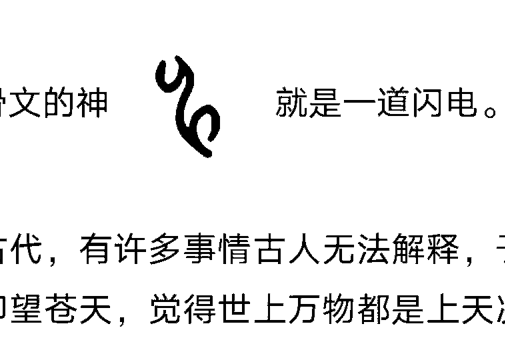 文的神 就是一道闪电。
代，有许多事情古人无法解释，
望苍天，觉得世上万物都是上天